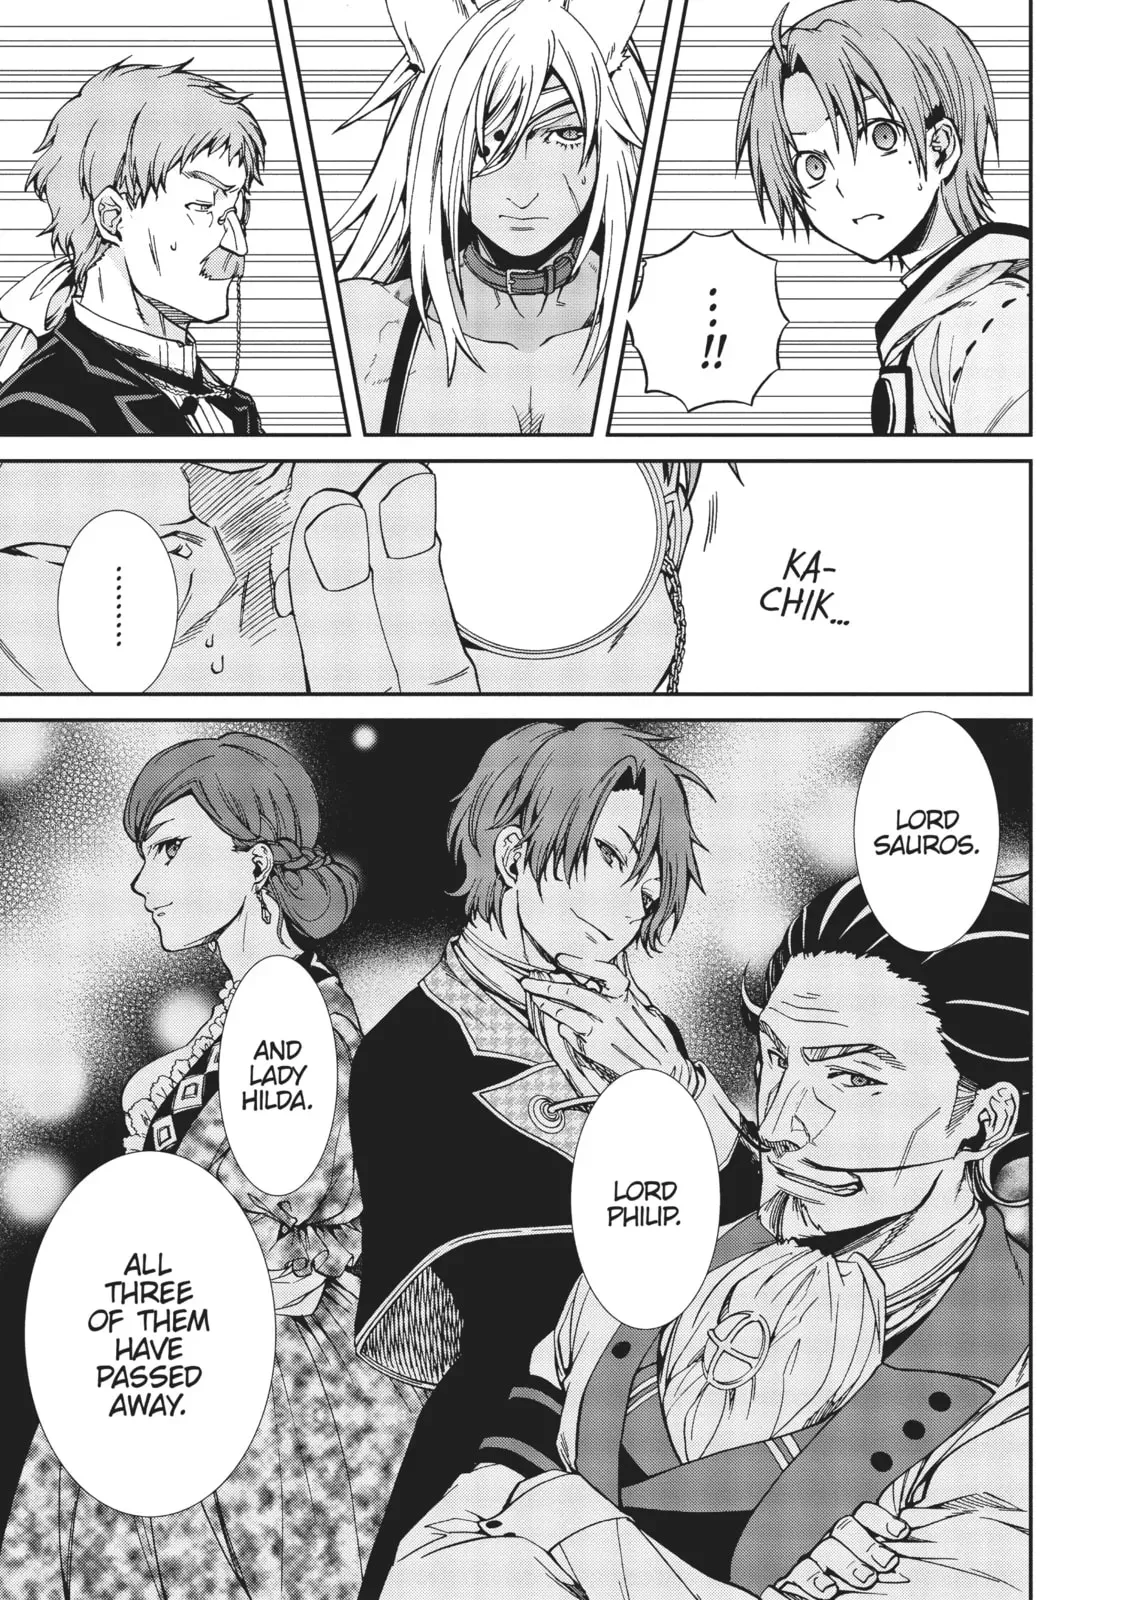 ...!!
KA-
CHIK...
.........
LORD
SAUROS.
LORD
PHILIP.
AND
LADY
HILDA.
ALL
THREE
OF THEM
HAVE
PASSED
AWAY.